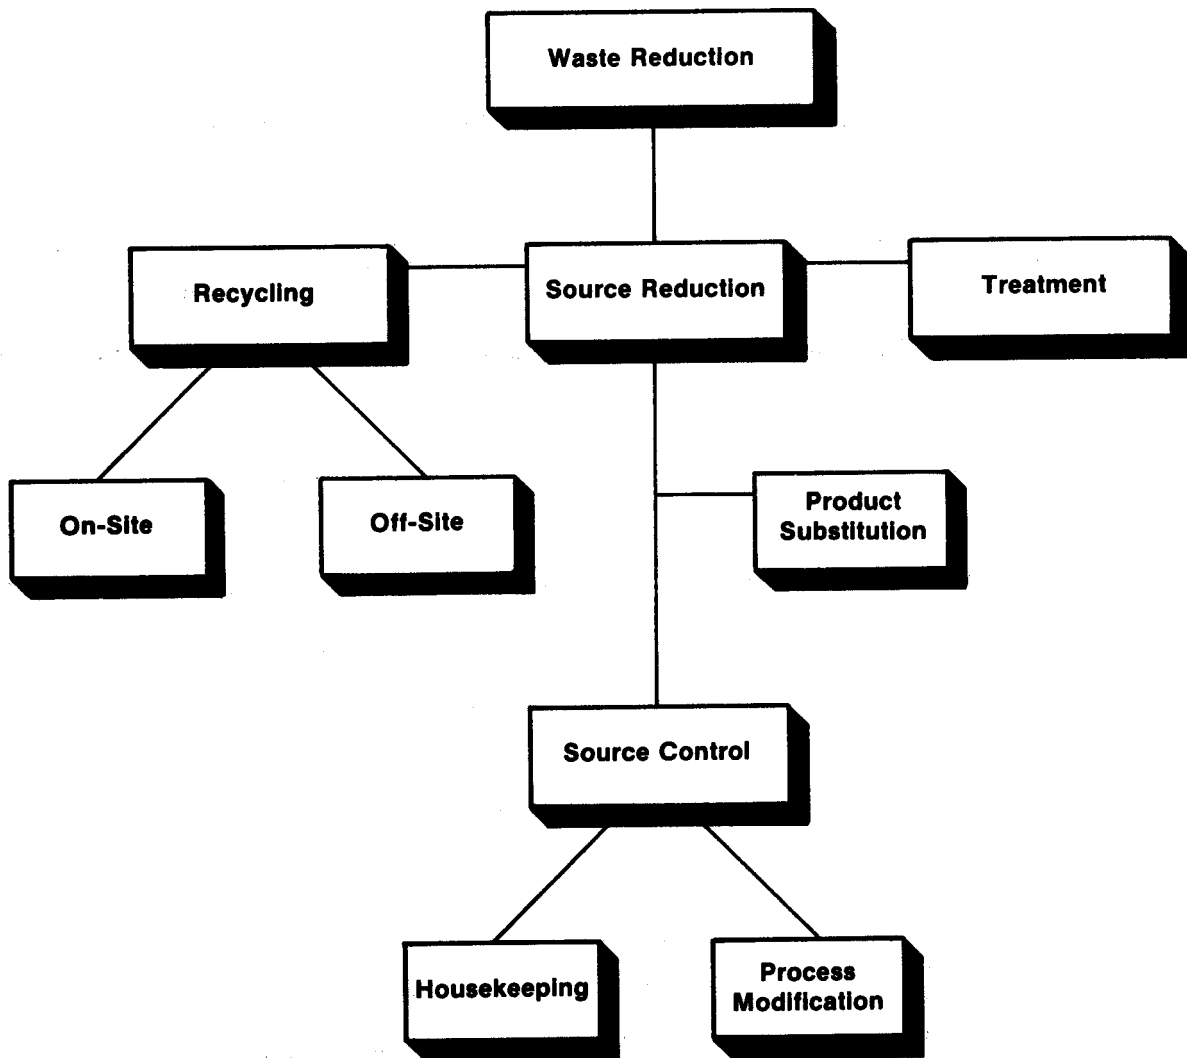 Waste Reduction
Recycling
Source Reduction
Treatment
On-Site
Off-Site
Product
Substitution
Source Control
Housekeeping
Process
Modification